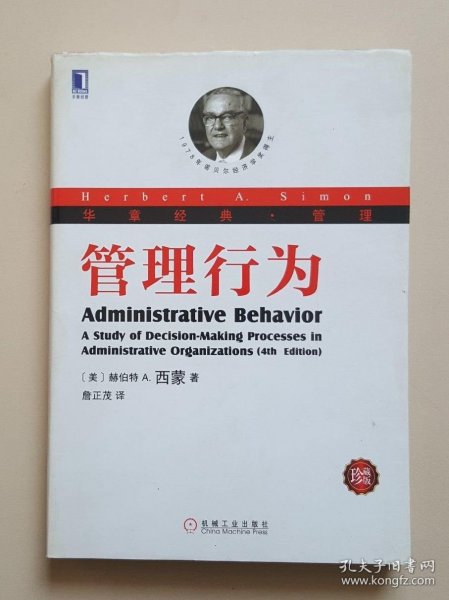 1978年诺贝尔经济学奖得主
Herbert A. Simon
华章经典·管理
管理行为
Administrative Behavior
A Study of Decision-Making Processes in
Administrative Organizations (4th Edition)
〔美〕赫伯特 A. 西蒙 著
詹正茂 译
珍藏版
机械工业出版社
China Machine Press
孔夫子旧书网
www.kongfz.com